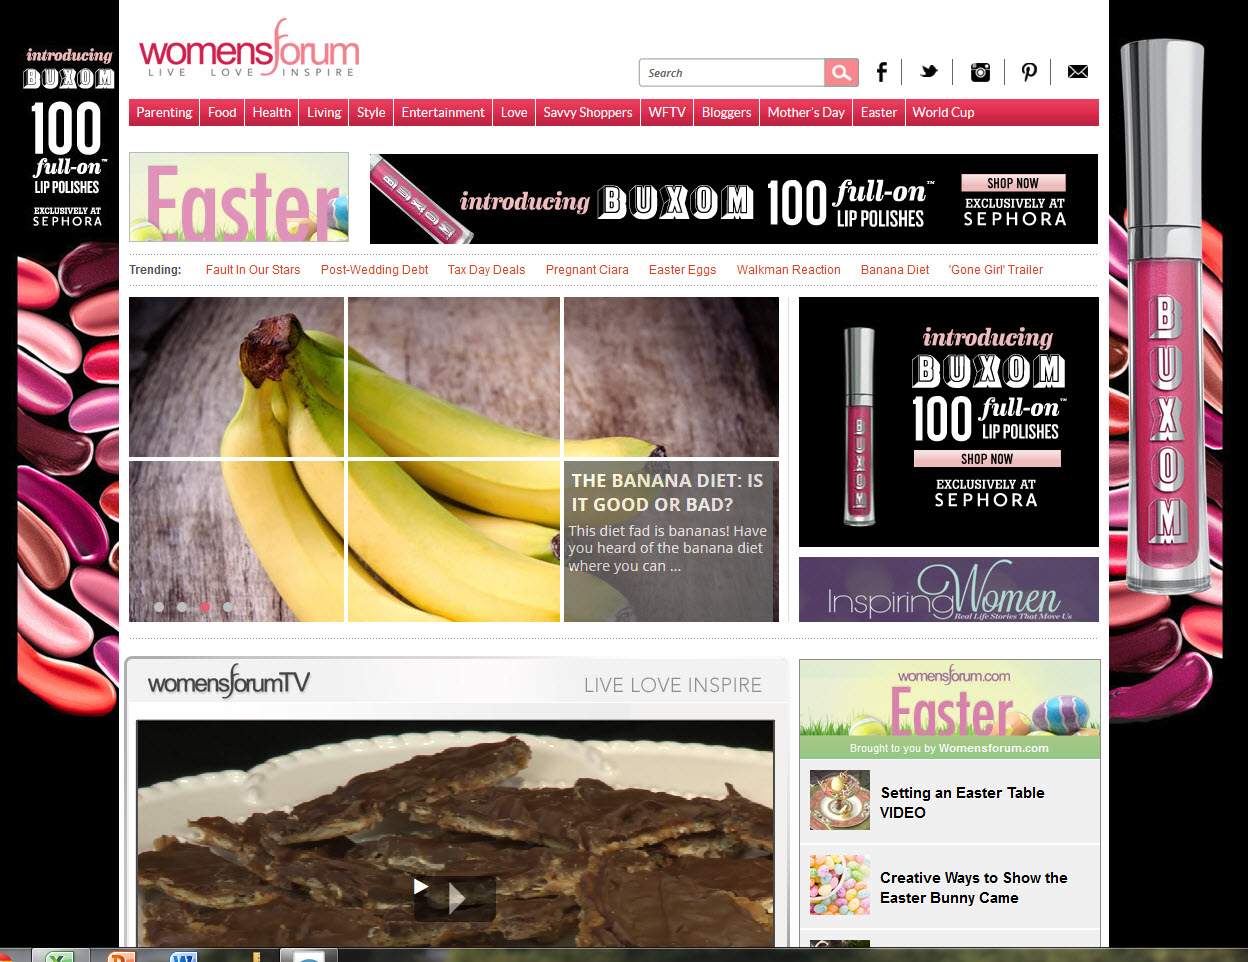 introducing
BUXOM
100
full-on™
LIP POLISHES
EXCLUSIVELY AT
SEPHORA
womensforum
LIVE LOVE INSPIRE
Search
Parenting Food Health Living Style Entertainment Love Savvy Shoppers WFTV Bloggers Mother's Day Easter World Cup
Easter
BUXOM
introducing BUXOM 100 full-on™ LIP POLISHES
SHOP NOW
EXCLUSIVELY AT
SEPHORA
Trending: Fault In Our Stars Post-Wedding Debt Tax Day Deals Pregnant Ciara Easter Eggs Walkman Reaction Banana Diet 'Gone Girl' Trailer
THE BANANA DIET: IS
IT GOOD OR BAD?
This diet fad is bananas! Have
you heard of the banana diet
where you can ...
introducing
BUXOM
100 full-on™
LIP POLISHES
SHOP NOW
EXCLUSIVELY AT
SEPHORA
BUXOM
BUXOM
Inspiring Women
Real Life Stories That Move Us
womensforumTV
LIVE LOVE INSPIRE
womensforum.com
Easter
Brought to you by Womensforum.com
Setting an Easter Table
VIDEO
Creative Ways to Show the
Easter Bunny Came